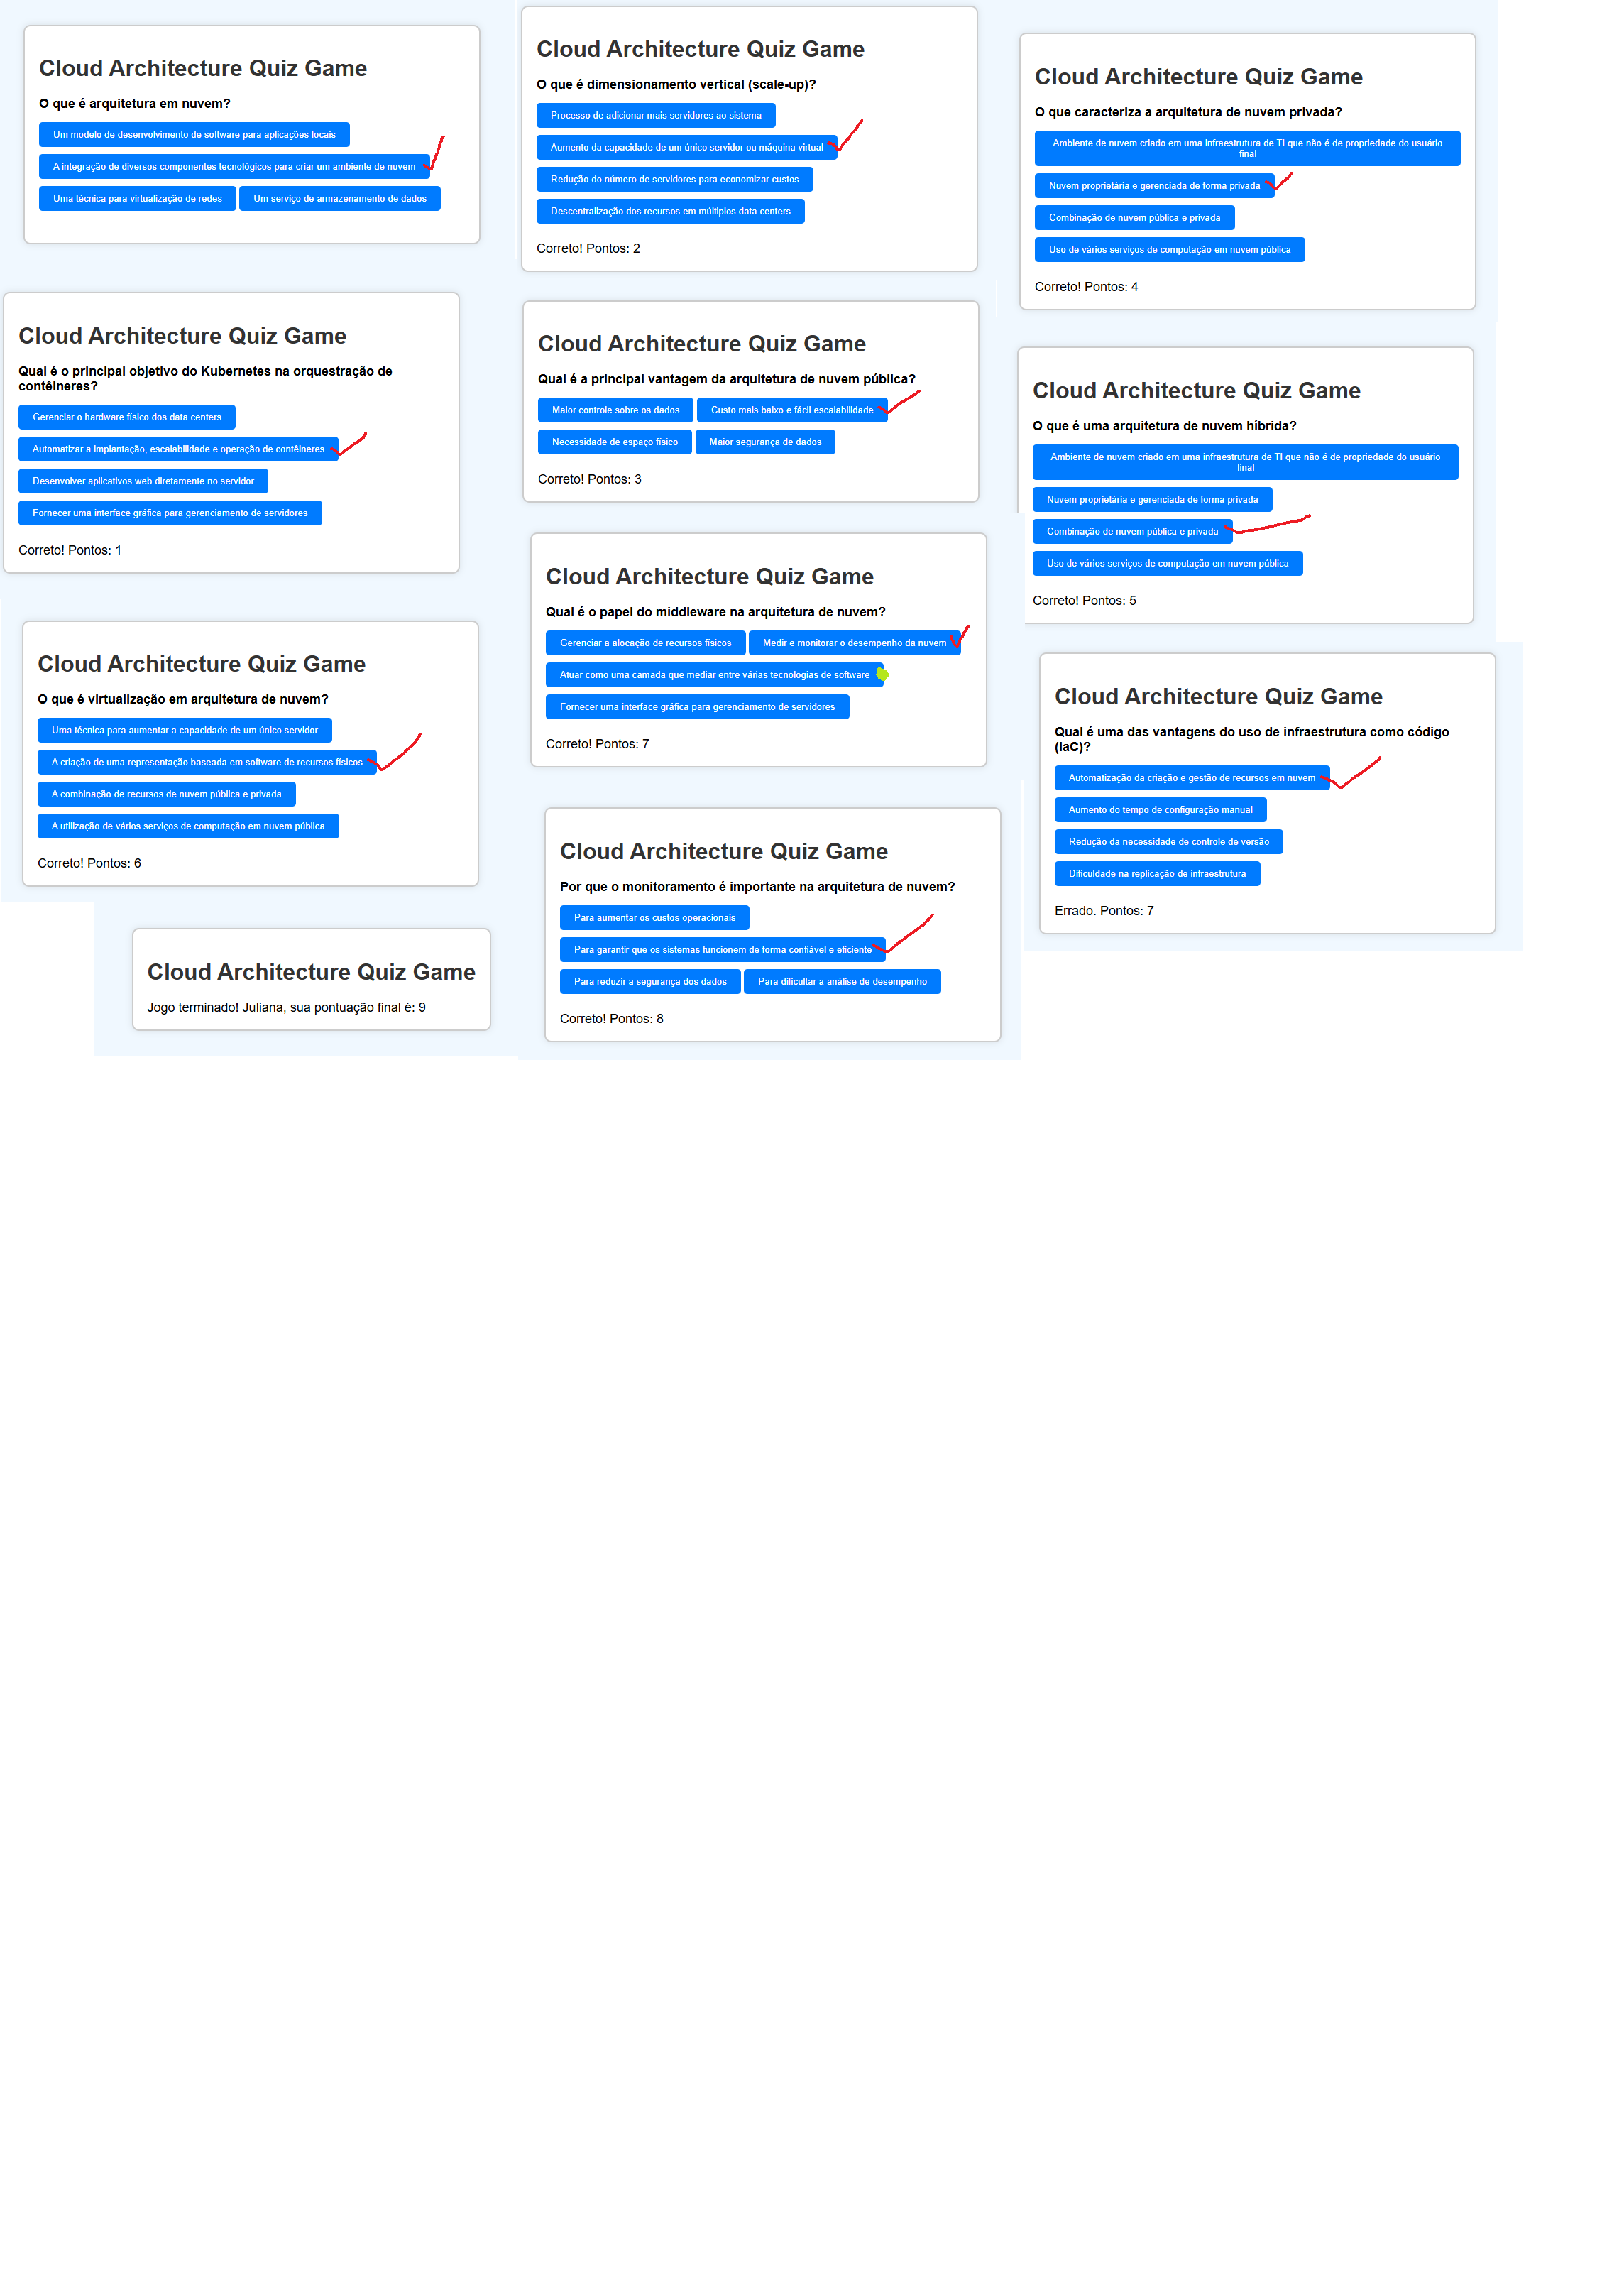 Cloud Architecture Quiz Game
O que é arquitetura em nuvem?
Um modelo de desenvolvimento de software para aplicações locais
A integração de diversos componentes tecnológicos para criar um ambiente de nuvem
Uma técnica para virtualização de redes
Um serviço de armazenamento de dados
Cloud Architecture Quiz Game
Qual é o principal objetivo do Kubernetes na orquestração de
contêineres?
Gerenciar o hardware físico dos data centers
Automatizar a implantação, escalabilidade e operação de contêineres
Desenvolver aplicativos web diretamente no servidor
Fornecer uma interface gráfica para gerenciamento de servidores
Correto! Pontos: 1
Cloud Architecture Quiz Game
O que é virtualização em arquitetura de nuvem?
Uma técnica para aumentar a capacidade de um único servidor
A criação de uma representação baseada em software de recursos físicos
A combinação de recursos de nuvem pública e privada
A utilização de vários serviços de computação em nuvem pública
Correto! Pontos: 6
Cloud Architecture Quiz Game
Jogo terminado! Juliana, sua pontuação final é: 9
Cloud Architecture Quiz Game
O que é dimensionamento vertical (scale-up)?
Processo de adicionar mais servidores ao sistema
Aumento da capacidade de um único servidor ou máquina virtual
Redução do número de servidores para economizar custos
Descentralização dos recursos em múltiplos data centers
Correto! Pontos: 2
Cloud Architecture Quiz Game
Qual é a principal vantagem da arquitetura de nuvem pública?
Maior controle sobre os dados
Custo mais baixo e fácil escalabilidade
Necessidade de espaço físico
Maior segurança de dados
Correto! Pontos: 3
Cloud Architecture Quiz Game
Qual é o papel do middleware na arquitetura de nuvem?
Gerenciar a alocação de recursos físicos
Medir e monitorar o desempenho da nuvem
Atuar como uma camada que mediar entre várias tecnologias de software
Fornecer uma interface gráfica para gerenciamento de servidores
Correto! Pontos: 7
Cloud Architecture Quiz Game
Por que o monitoramento é importante na arquitetura de nuvem?
Para aumentar os custos operacionais
Para garantir que os sistemas funcionem de forma confiável e eficiente
Para reduzir a segurança dos dados
Para dificultar a análise de desempenho
Correto! Pontos: 8
Cloud Architecture Quiz Game
O que caracteriza a arquitetura de nuvem privada?
Ambiente de nuvem criado em uma infraestrutura de TI que não é de propriedade do usuário
final
Nuvem proprietária e gerenciada de forma privada
Combinação de nuvem pública e privada
Uso de vários serviços de computação em nuvem pública
Correto! Pontos: 4
Cloud Architecture Quiz Game
O que é uma arquitetura de nuvem híbrida?
Ambiente de nuvem criado em uma infraestrutura de TI que não é de propriedade do usuário
final
Nuvem proprietária e gerenciada de forma privada
Combinação de nuvem pública e privada
Uso de vários serviços de computação em nuvem pública
Correto! Pontos: 5
Cloud Architecture Quiz Game
Qual é uma das vantagens do uso de infraestrutura como código
(IaC)?
Automatização da criação e gestão de recursos em nuvem
Aumento do tempo de configuração manual
Redução da necessidade de controle de versão
Dificuldade na replicação de infraestrutura
Errado. Pontos: 7